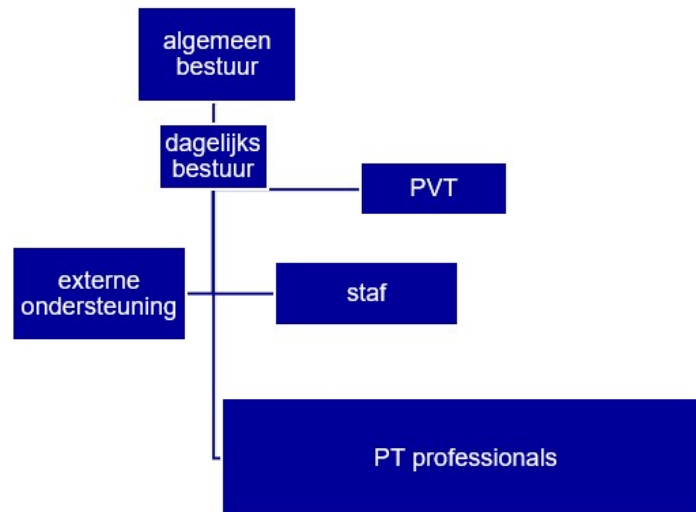 algemeen
bestuur
dagelijks
bestuur
PVT
externe
ondersteuning
staf
PT professionals